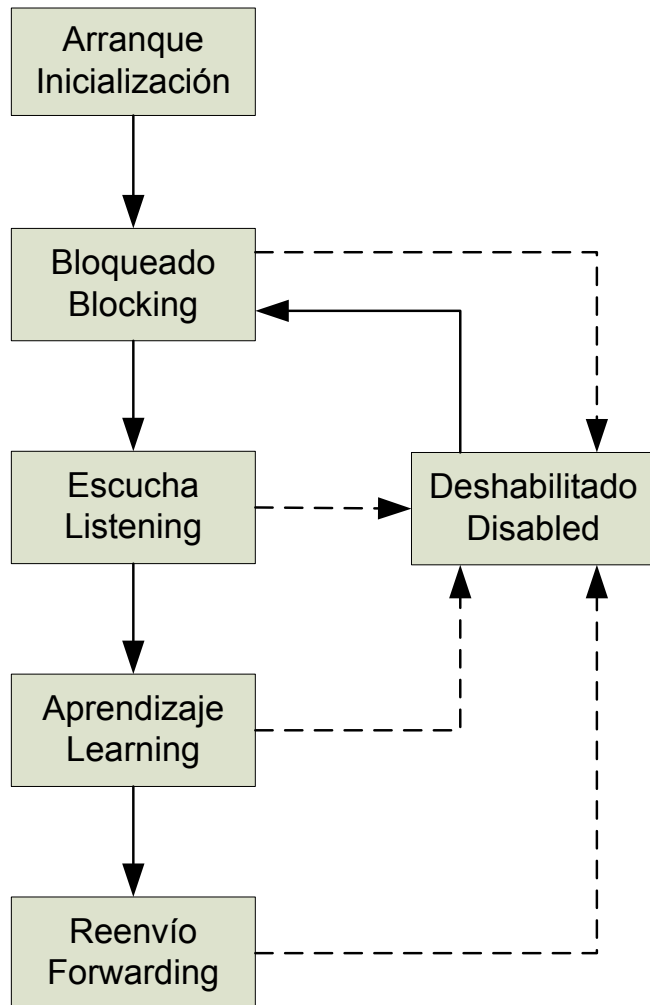 Arranque
Inicialización
Bloqueado
Blocking
Escucha
Listening
Deshabilitado
Disabled
Aprendizaje
Learning
Reenvío
Forwarding